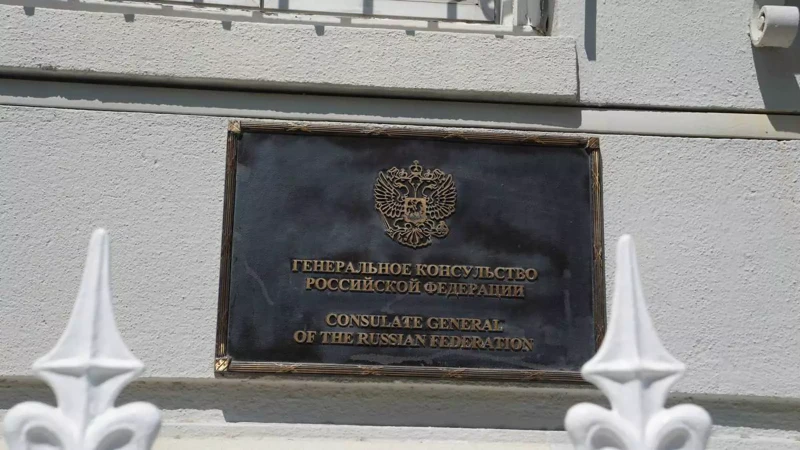 ГЕНЕРАЛЬНОЕ КОНСУЛЬСТВО
РОССИЙСКОЙ ФЕДЕРАЦИИ
CONSULATE GENERAL
OF THE RUSSIAN FEDERATION